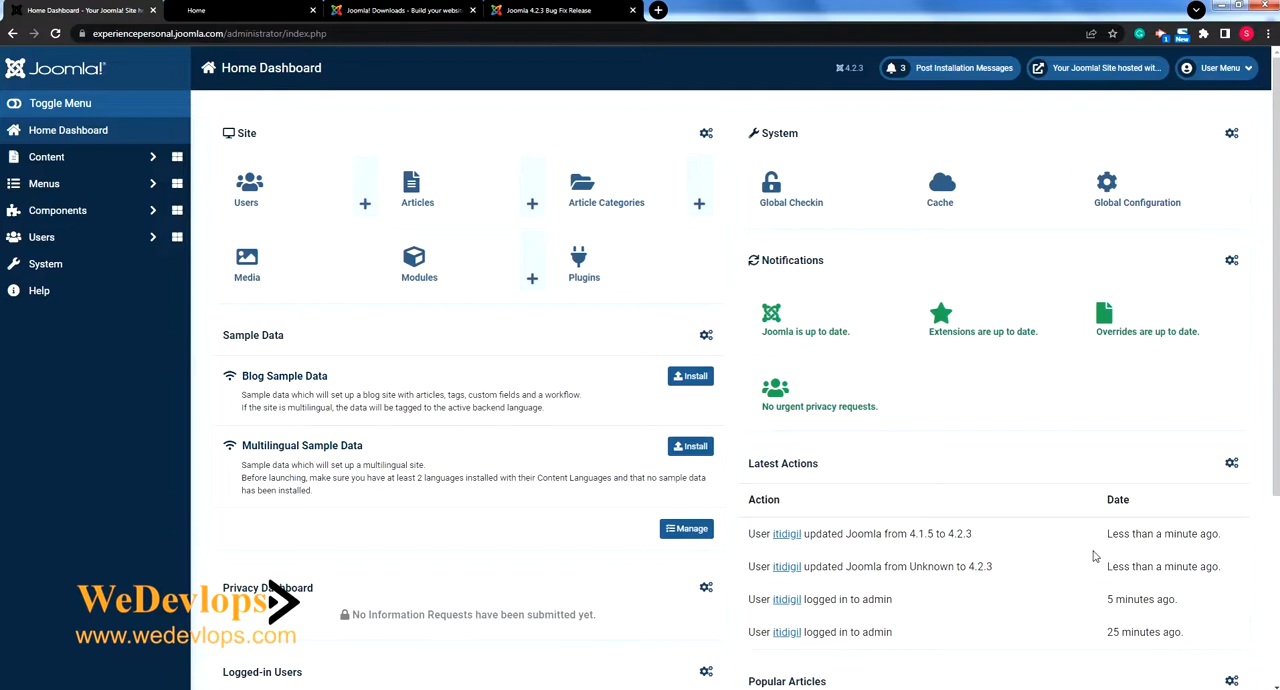 Home Dashboard - Your Joomla! Site h
Home
Joomla! Downloads - Build your websit
Joomla 4.2.3 Bug Fix Release
experiencepersonal.joomla.com/administrator/index.php
1
New
S
Joomla!
Home Dashboard
4.2.3
3 Post Installation Messages
Your Joomla! Site hosted wit...
User Menu
Toggle Menu
Home Dashboard
Content
Menus
Components
Users
System
Help
Site
Users
Articles
Article Categories
Media
Modules
Plugins
Sample Data
Blog Sample Data
Install
Sample data which will set up a blog site with articles, tags, custom fields and a workflow.
If the site is multilingual, the data will be tagged to the active backend language.
Multilingual Sample Data
Install
Sample data which will set up a multilingual site.
Before launching, make sure you have at least 2 languages installed with their Content Languages and that no sample data
has been installed.
Manage
Privacy Dashboard
No Information Requests have been submitted yet.
Logged-in Users
System
Global Checkin
Cache
Global Configuration
Notifications
Joomla is up to date.
Extensions are up to date.
Overrides are up to date.
No urgent privacy requests.
Latest Actions
Action Date
User itidigil updated Joomla from 4.1.5 to 4.2.3 Less than a minute ago.
User itidigil updated Joomla from Unknown to 4.2.3 Less than a minute ago.
User itidigil logged in to admin 5 minutes ago.
User itidigil logged in to admin 25 minutes ago.
Popular Articles
WeDevlops
www.wedevlops.com